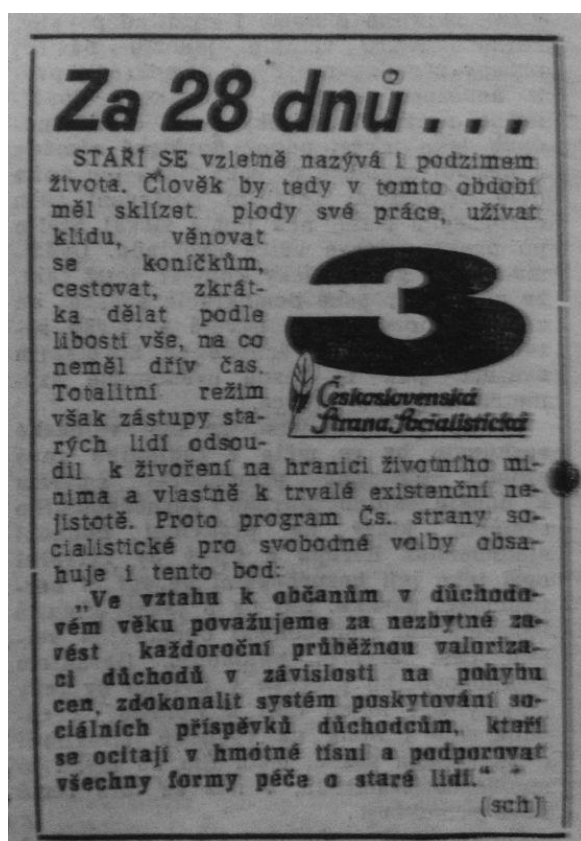 Za 28 dnů . . .
STÁŘÍ SE vzletně nazývá i podzimem
života. Člověk by tedy v tomto období
měl sklízet plody své práce, užívat
klidu, věnovat
se koníčkům,
cestovat, zkrát-
ka dělat podle
libosti vše, na co
neměl dřív čas.
Totalitní režim
však zástupy sta-
rých lidí odsou-
3
Československá
Strana Socialistická
dil k živoření na hranici životního mi-
nima a vlastně k trvalé existenční ne-
jistotě. Proto program Čs. strany so-
cialistické pro svobodné volby obsa-
huje i tento bod:
„Ve vztahu k občanům v důchodo-
vém věku považujeme za nezbytné za-
vést každoroční průběžnou valoriza-
ci důchodů v závislosti na pohybu
cen, zdokonalit systém poskytování so-
ciálních příspěvků důchodcům, kteří
se ocitají v hmotné tísni a podporovat
všechny formy péče o staré lidi."
(sch)